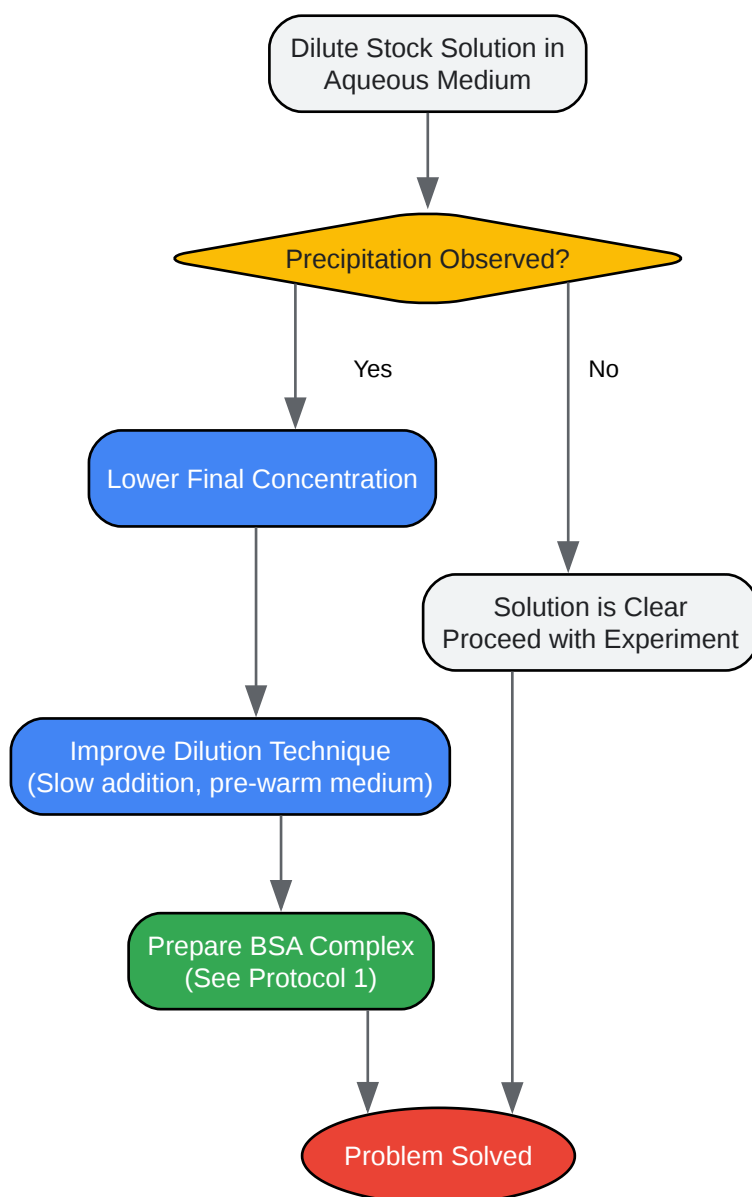 Dilute Stock Solution in
Aqueous Medium
Precipitation Observed?
Yes
No
Lower Final Concentration
Solution is Clear
Proceed with Experiment
Improve Dilution Technique
(Slow addition, pre-warm medium)
Prepare BSA Complex
(See Protocol 1)
Problem Solved